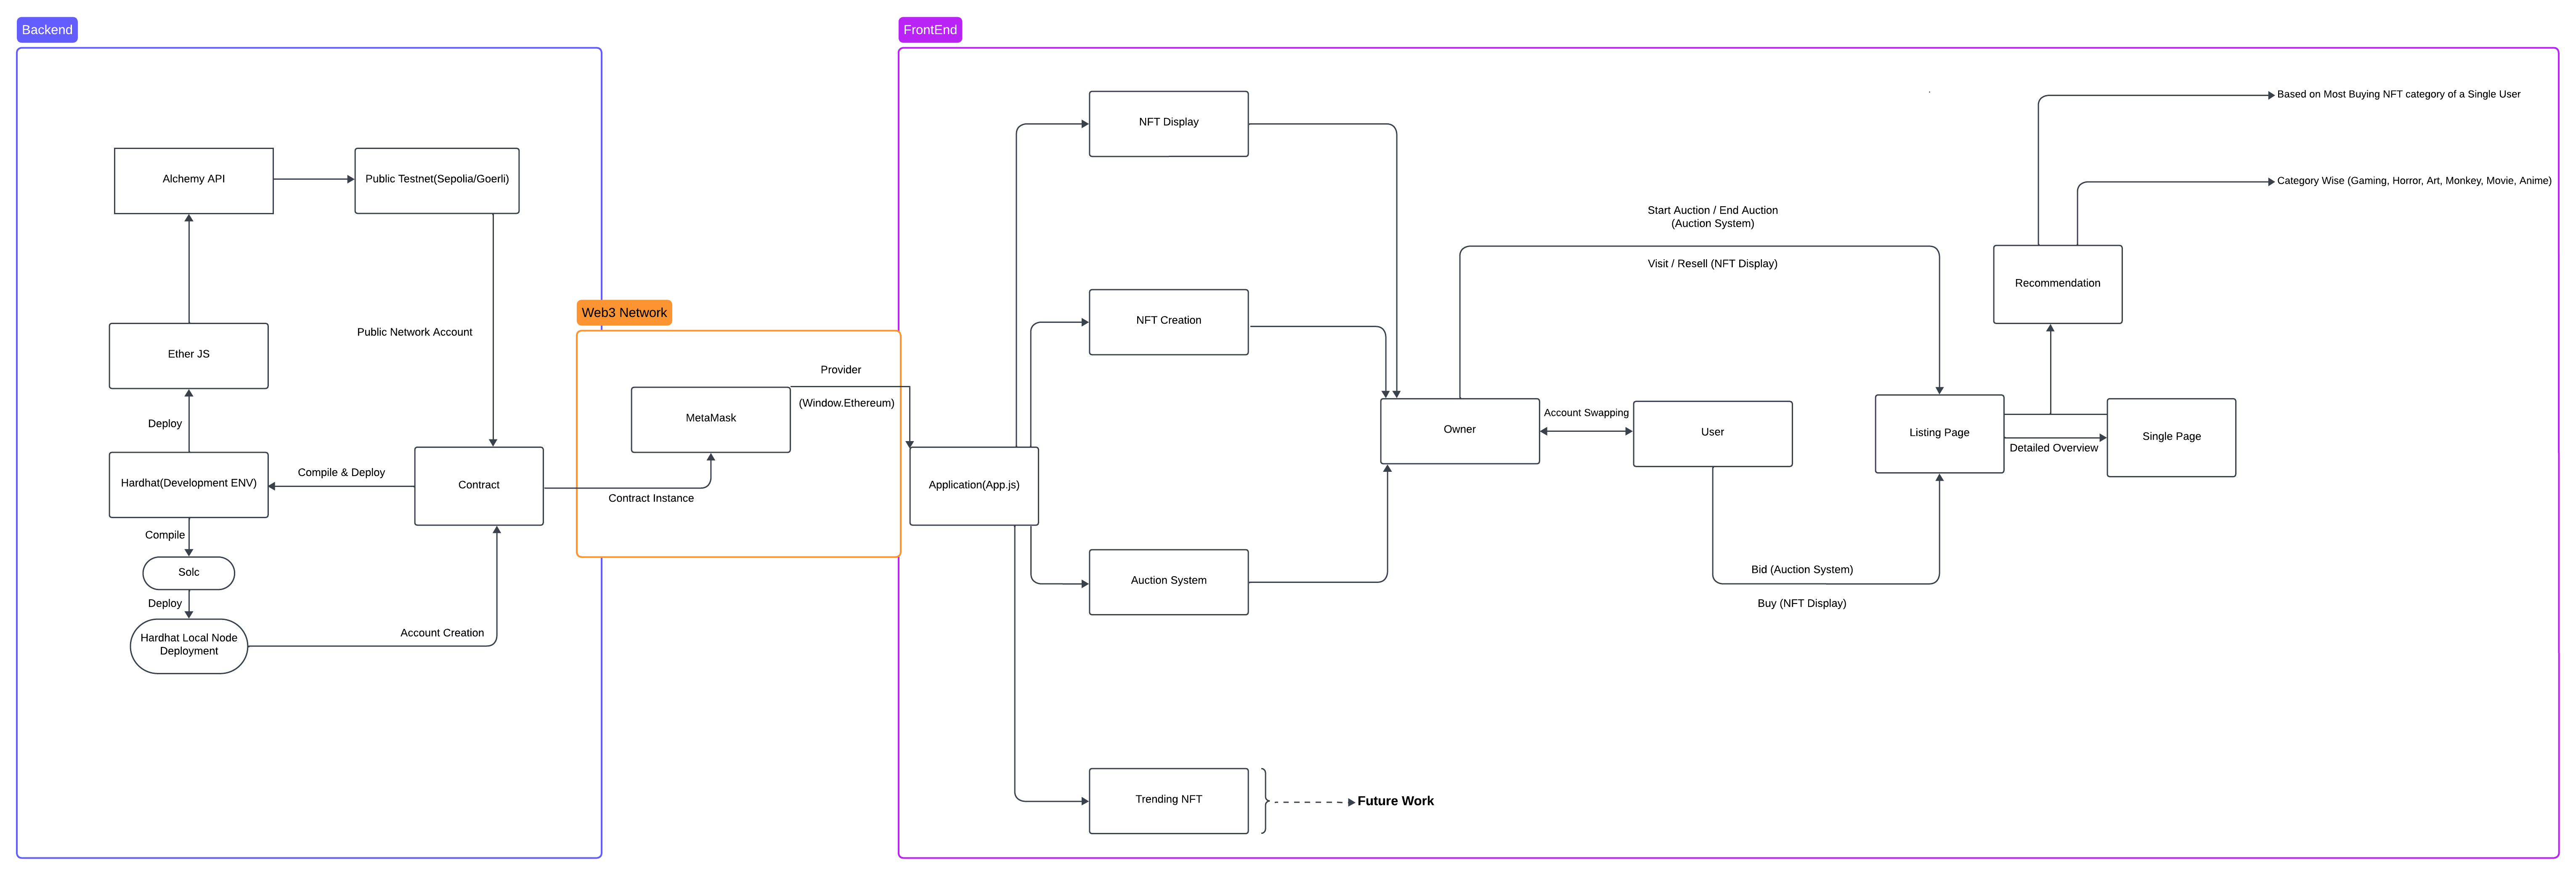 Backend
Alchemy API
Public Testnet(Sepolia/Goerli)
Public Network Account
Ether JS
Deploy
Hardhat(Development ENV)
Compile & Deploy
Contract
Compile
Solc
Deploy
Hardhat Local Node
Deployment
Account Creation
Web3 Network
MetaMask
Contract Instance
Provider
(Window.Ethereum)
FrontEnd
Application(App.js)
NFT Display
NFT Creation
Auction System
Trending NFT
Future Work
Owner
Account Swapping
User
Start Auction / End Auction
(Auction System)
Visit / Resell (NFT Display)
Bid (Auction System)
Buy (NFT Display)
Listing Page
Detailed Overview
Single Page
Recommendation
Based on Most Buying NFT category of a Single User
Category Wise (Gaming, Horror, Art, Monkey, Movie, Anime)